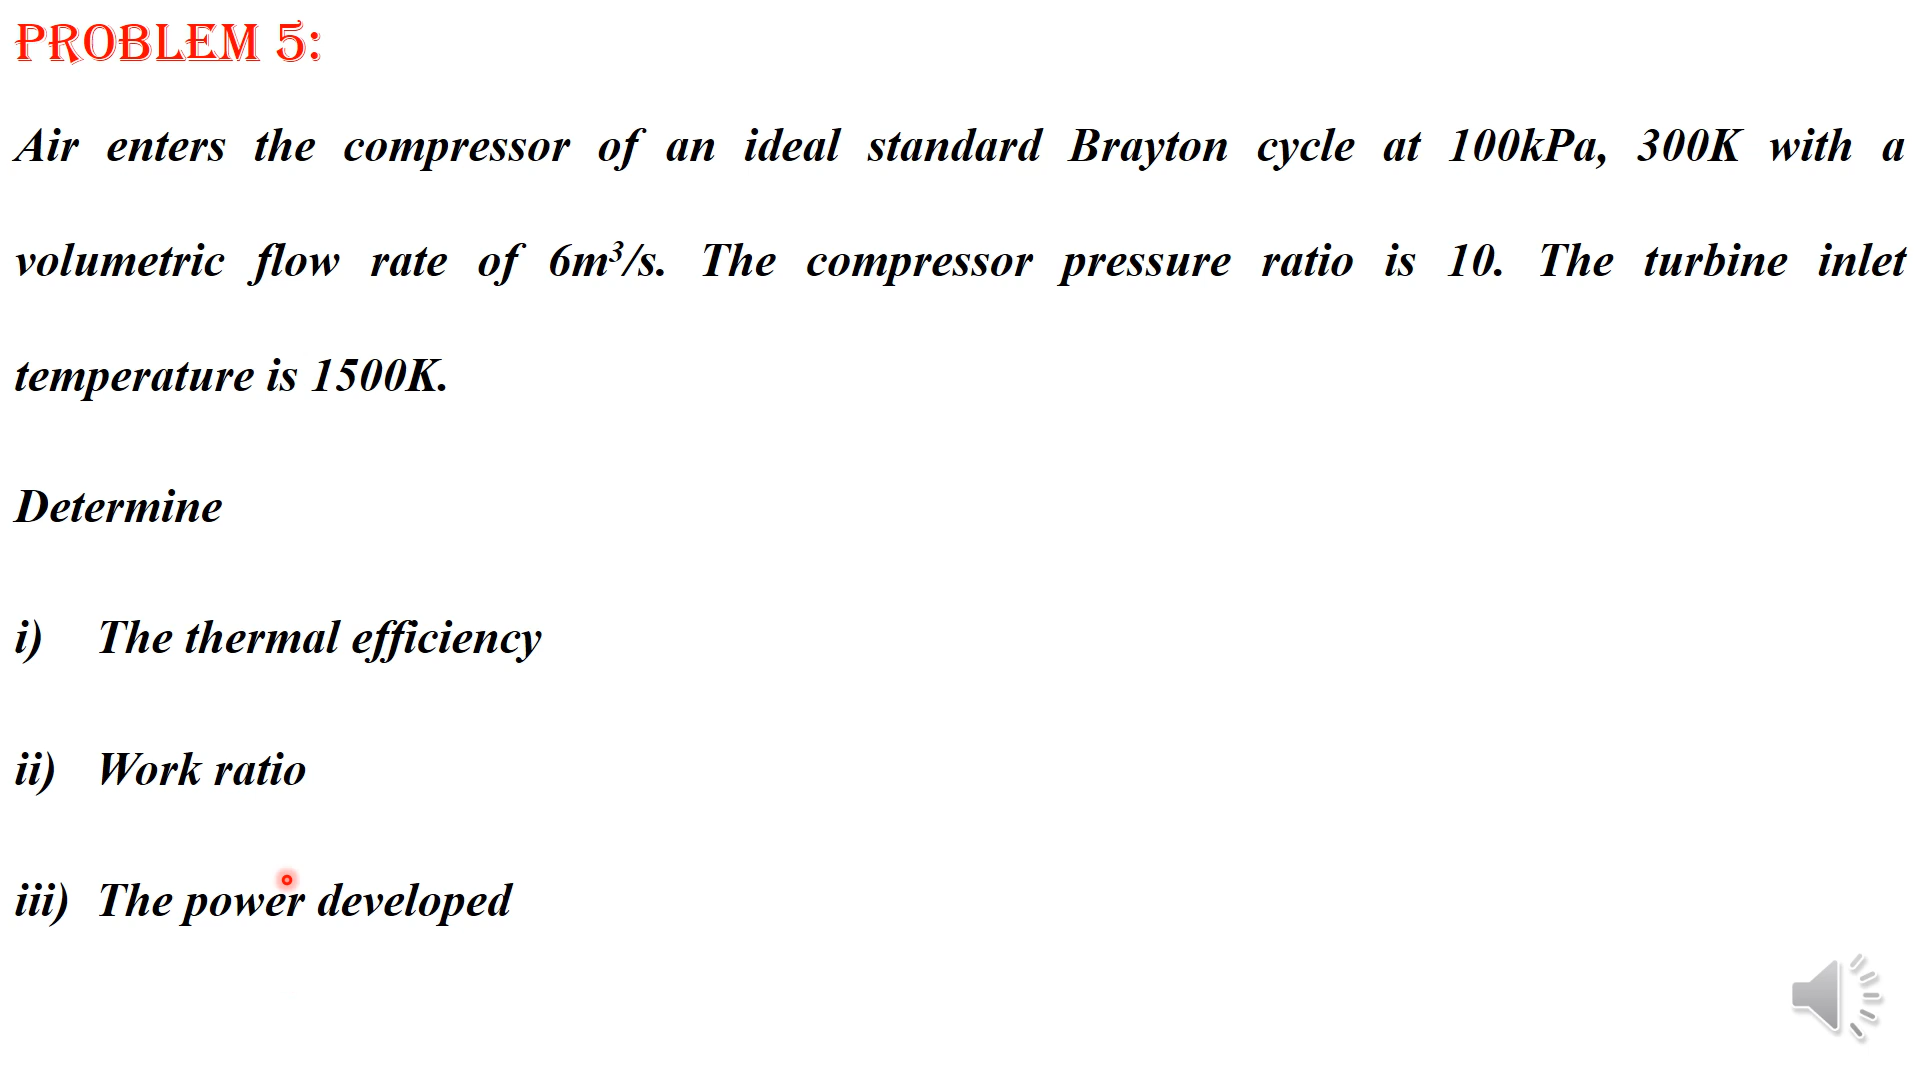 PROBLEM 5:
Air enters the compressor of an ideal standard Brayton cycle at 100kPa, 300K with a
volumetric flow rate of 6m³/s. The compressor pressure ratio is 10. The turbine inlet
temperature is 1500K.
Determine
i) The thermal efficiency
ii) Work ratio
iii) The power developed